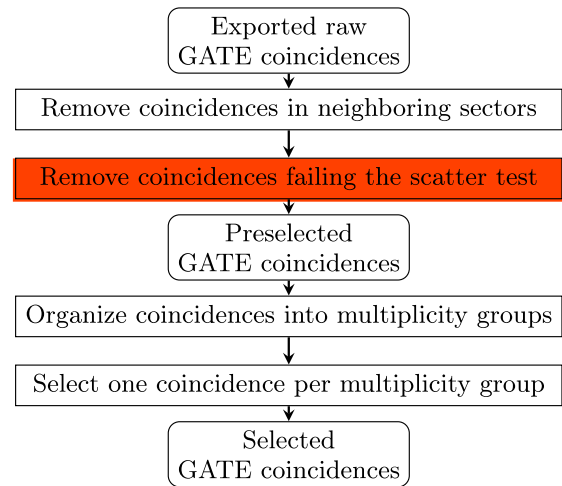 Exported raw
GATE coincidences
Remove coincidences in neighboring sectors
Remove coincidences failing the scatter test
Preselected
GATE coincidences
Organize coincidences into multiplicity groups
Select one coincidence per multiplicity group
Selected
GATE coincidences